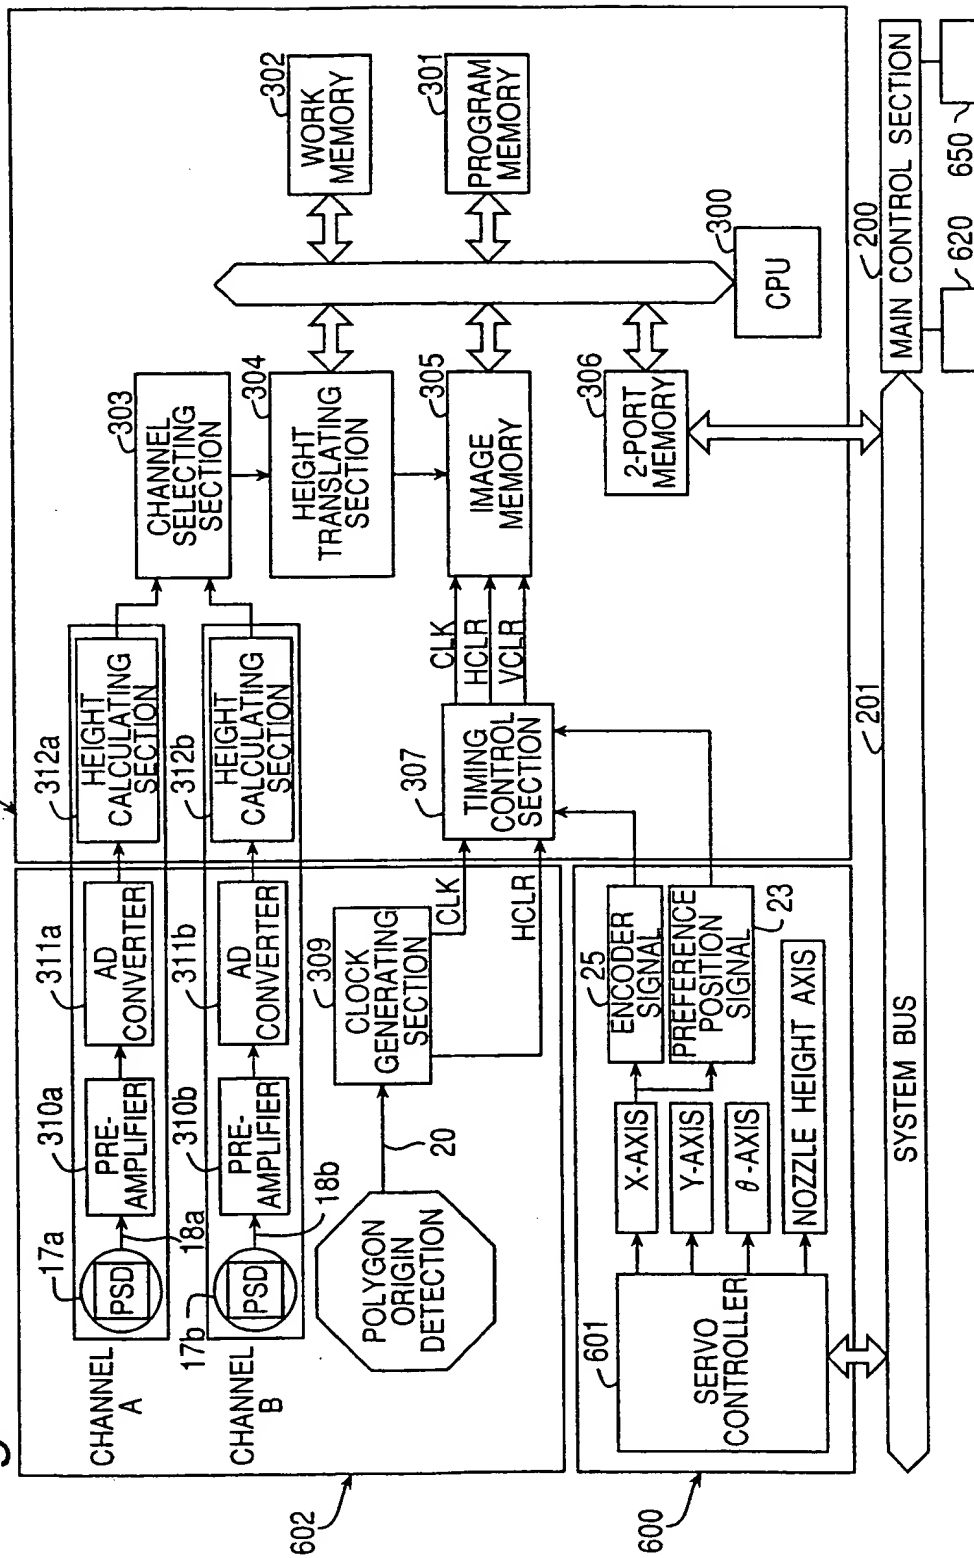 CHANNEL
A
17a
PSD
18a
310a
PRE-
AMPLIFIER
311a
AD
CONVERTER
312a
HEIGHT
CALCULATING
SECTION
CHANNEL
B
17b
PSD
18b
310b
PRE-
AMPLIFIER
311b
AD
CONVERTER
312b
HEIGHT
CALCULATING
SECTION
303
CHANNEL
SELECTING
SECTION
302
WORK
MEMORY
304
HEIGHT
TRANSLATING
SECTION
301
PROGRAM
MEMORY
POLYGON
ORIGIN
DETECTION
20
309
CLOCK
GENERATING
SECTION
CLK
HCLR
307
TIMING
CONTROL
SECTION
CLK
HCLR
VCLR
305
IMAGE
MEMORY
602
306
2-PORT
MEMORY
300
CPU
601
SERVO
CONTROLLER
X-AXIS
Y-AXIS
θ-AXIS
NOZZLE HEIGHT AXIS
25
ENCODER
SIGNAL
PREFERENCE
POSITION
SIGNAL
23
600
SYSTEM BUS
201
200
MAIN CONTROL SECTION
620
650